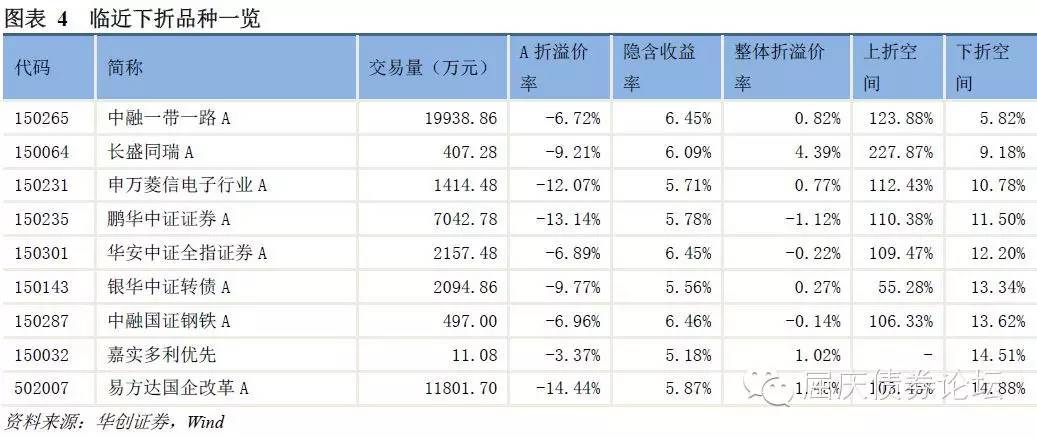 图表 4 临近下折品种一览
代码 简称 交易量（万元） A 折溢价率 隐含收益率 整体折溢价率 上折空间 下折空间
150265 中融一带一路 A 19938.86 -6.72% 6.45% 0.82% 123.88% 5.82%
150064 长盛同瑞 A 407.28 -9.21% 6.09% 4.39% 227.87% 9.18%
150231 申万菱信电子行业 A 1414.48 -12.07% 5.71% 0.77% 112.43% 10.78%
150235 鹏华中证证券 A 7042.78 -13.14% 5.78% -1.12% 110.38% 11.50%
150301 华安中证全指证券 A 2157.48 -6.89% 6.45% -0.22% 109.47% 12.20%
150143 银华中证转债 A 2094.86 -9.77% 5.56% 0.27% 55.28% 13.34%
150287 中融国证钢铁 A 497.00 -6.96% 6.46% -0.14% 106.33% 13.62%
150032 嘉实多利优先 11.08 -3.37% 5.18% 1.02% - 14.51%
502007 易方达国企改革 A 11801.70 -14.44% 5.87% 14.88%
屈庆债券论坛
资料来源：华创证券，Wind